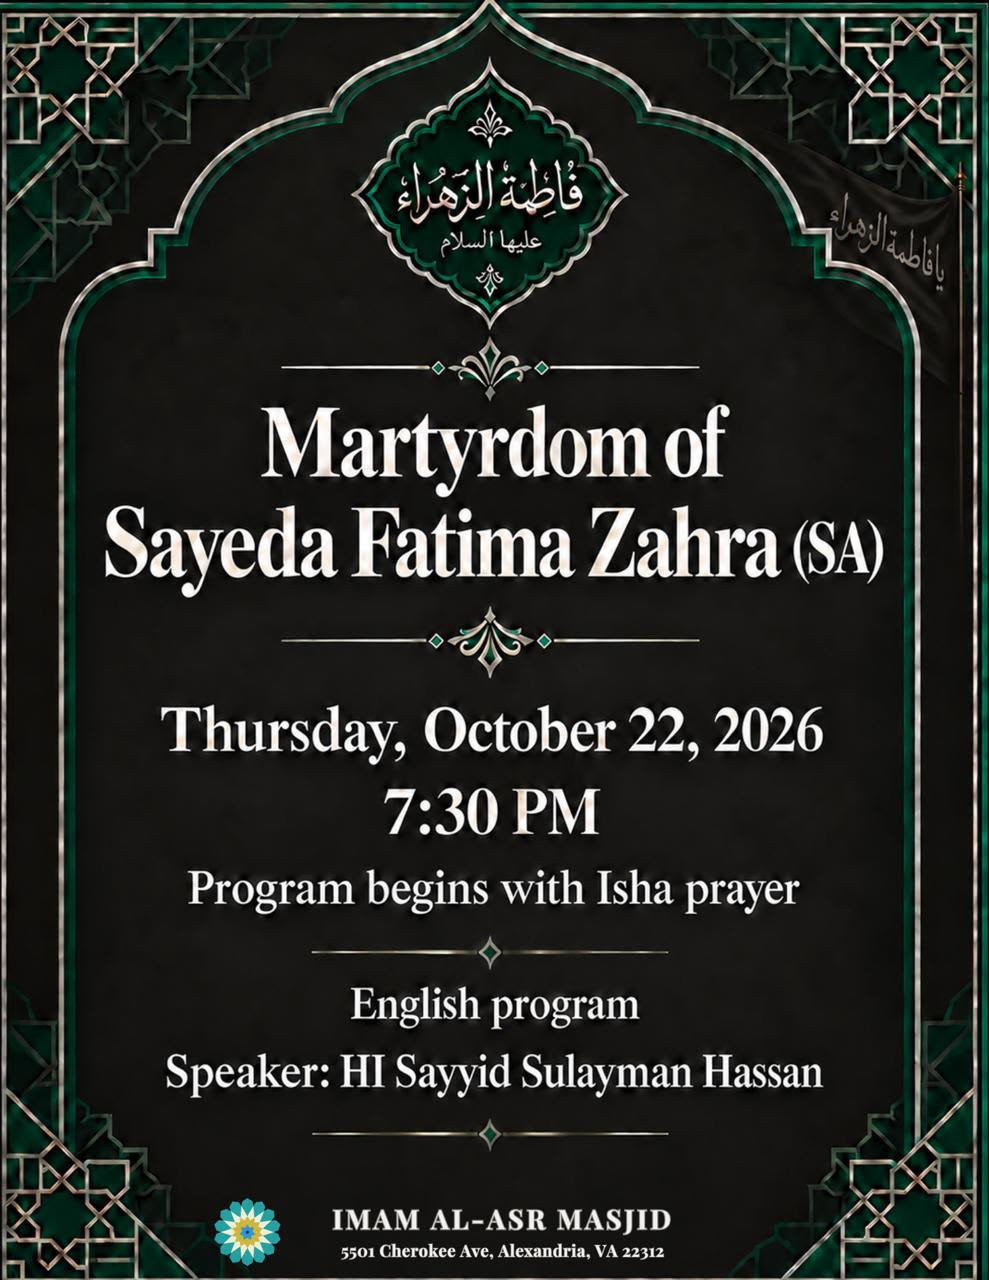 فاطِمَة الزَهراء
عليها السلام
يا فاطمة الزهراء
Martyrdom of
Sayeda Fatima Zahra (SA)
Thursday, October 22, 2026
7:30 PM
Program begins with Isha prayer
English program
Speaker: HI Sayyid Sulayman Hassan
IMAM AL-ASR MASJID
5501 Cherokee Ave, Alexandria, VA 22312